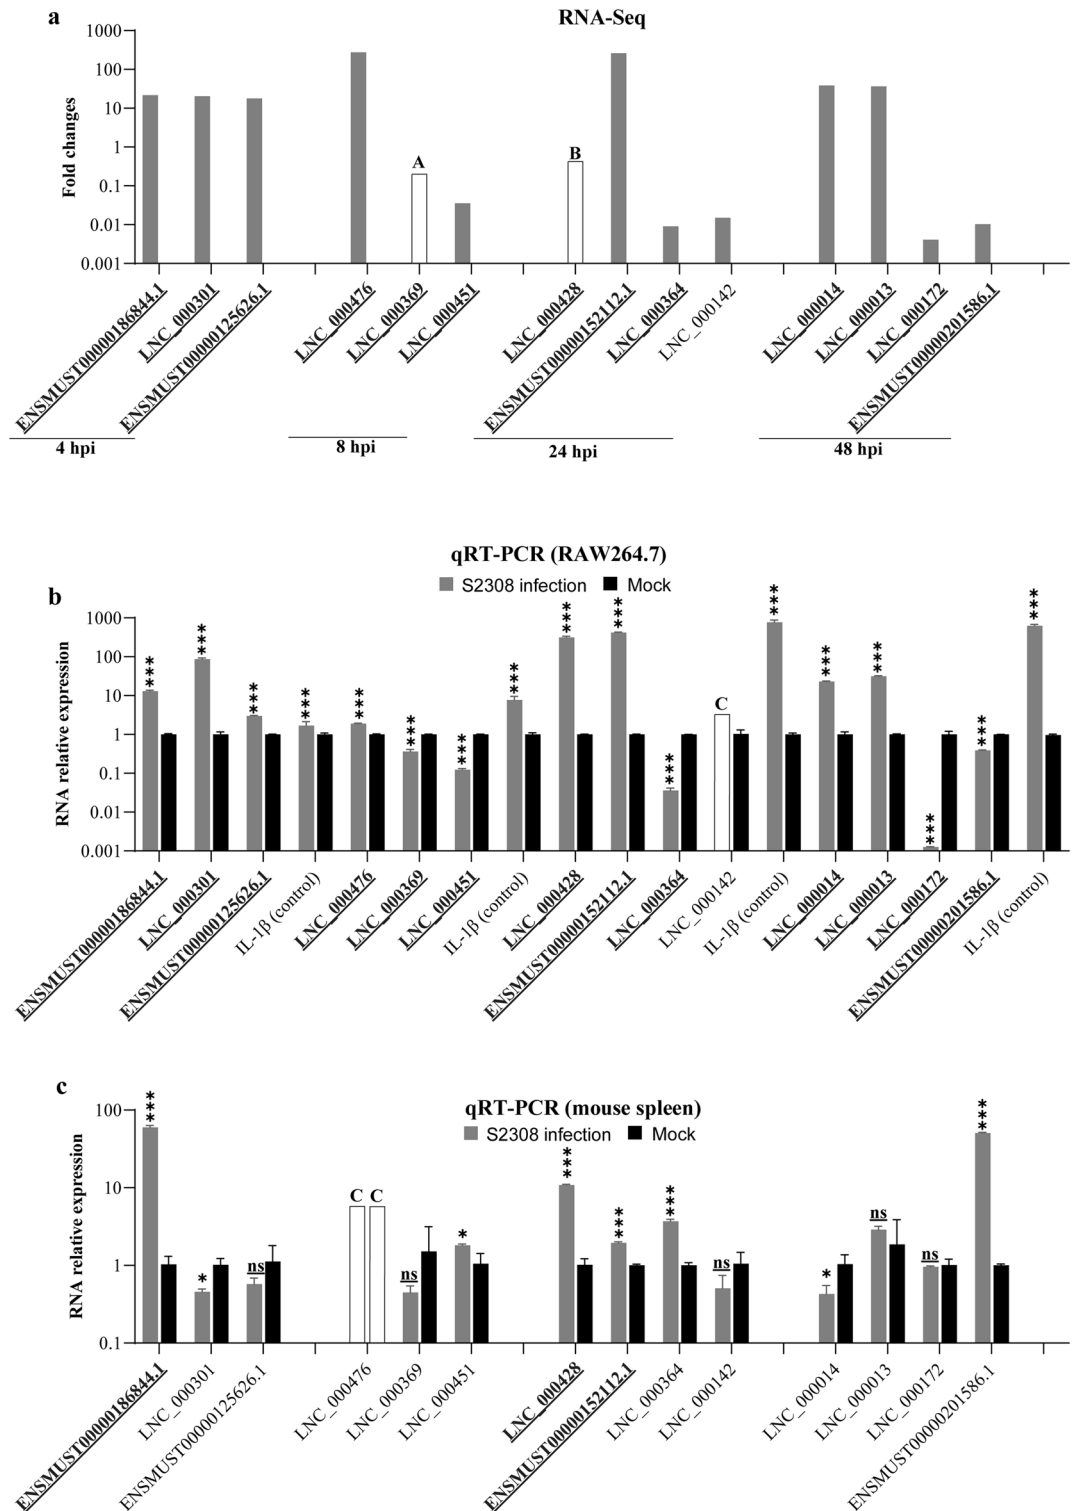 a
RNA-Seq
Fold changes
1000
100
10
1
0.1
0.01
0.001
A
B
ENSMUST00000186844.1
LNC_000301
ENSMUST00000125626.1
LNC_000476
LNC_000369
LNC_000451
LNC_000428
ENSMUST00000152112.1
LNC_000364
LNC_000142
LNC_000014
LNC_000013
LNC_000172
ENSMUST00000201586.1
4 hpi
8 hpi
24 hpi
48 hpi
qRT-PCR (RAW264.7)
b
S2308 infection
Mock
RNA relative expression
1000
100
10
1
0.1
0.01
0.001
***
***
***
***
***
***
***
***
***
***
***
C
***
***
***
***
***
***
ENSMUST00000186844.1
LNC_000301
ENSMUST00000125626.1
IL-1β (control)
LNC_000476
LNC_000369
LNC_000451
IL-1β (control)
LNC_000428
ENSMUST00000152112.1
LNC_000364
LNC_000142
IL-1β (control)
LNC_000014
LNC_000013
LNC_000172
ENSMUST00000201586.1
IL-1β (control)
c
qRT-PCR (mouse spleen)
S2308 infection
Mock
RNA relative expression
100
10
1
0.1
***
*
ns
C C
ns
*
***
***
***
ns
*
ns
ns
***
ENSMUST00000186844.1
LNC_000301
ENSMUST00000125626.1
LNC_000476
LNC_000369
LNC_000451
LNC_000428
ENSMUST00000152112.1
LNC_000364
LNC_000142
LNC_000014
LNC_000013
LNC_000172
ENSMUST00000201586.1